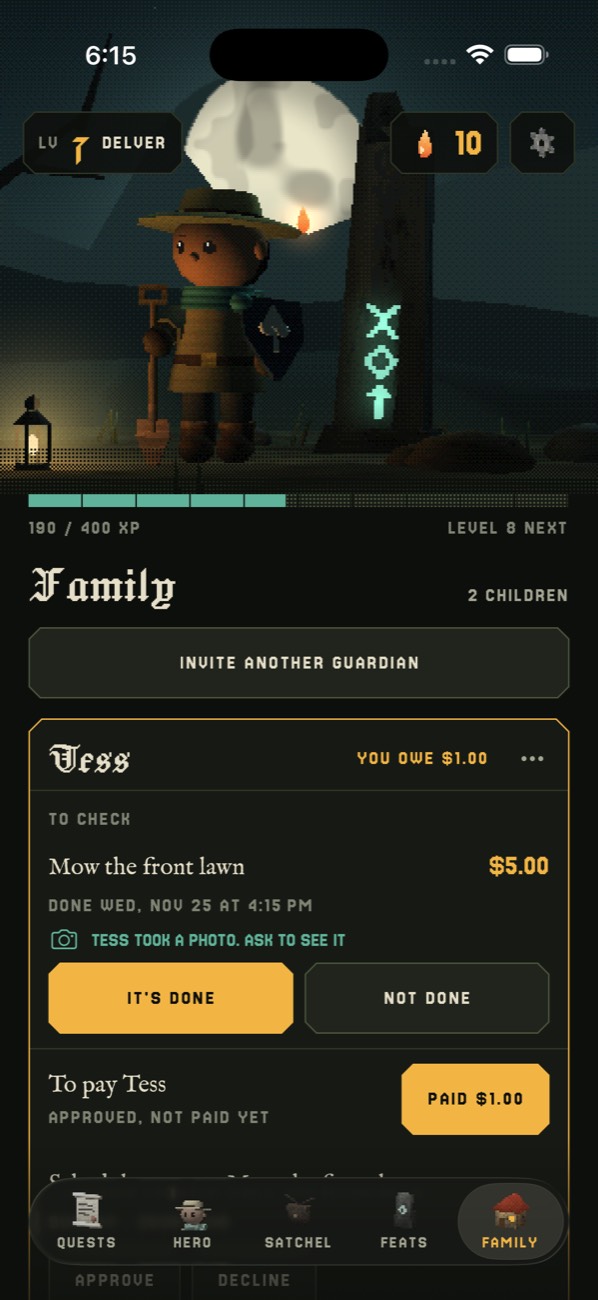 6:15
LV 7 DELVER
10
190 / 400 XP
LEVEL 8 NEXT
Family
2 CHILDREN
INVITE ANOTHER GUARDIAN
Tess
YOU OWE $1.00
TO CHECK
Mow the front lawn
$5.00
DONE WED, NOV 25 AT 4:15 PM
TESS TOOK A PHOTO. ASK TO SEE IT
IT'S DONE
NOT DONE
To pay Tess
APPROVED, NOT PAID YET
PAID $1.00
QUESTS
HERO
SATCHEL
FEATS
FAMILY
APPROVE
DECLINE